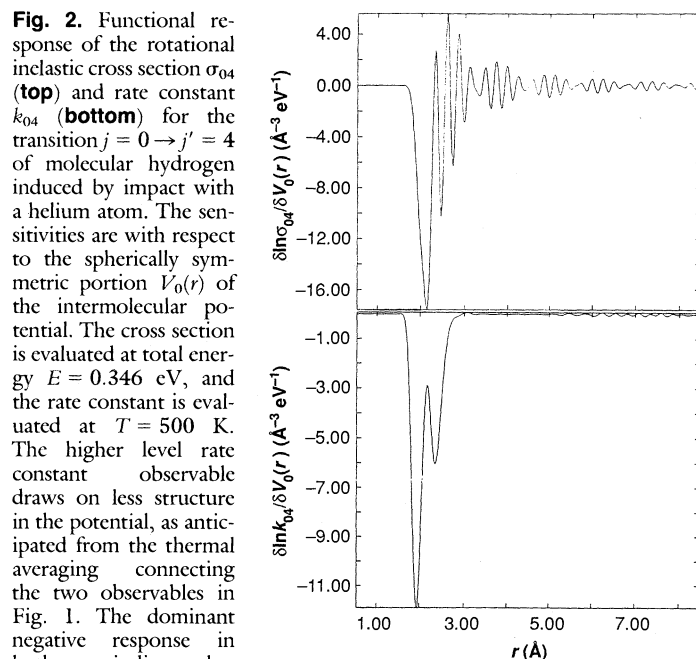 Fig. 2. Functional re-
sponse of the rotational
inelastic cross section σ04
(top) and rate constant
k04 (bottom) for the
transition j = 0 → j′ = 4
of molecular hydrogen
induced by impact with
a helium atom. The sen-
sitivities are with respect
to the spherically sym-
metric portion V0(r) of
the intermolecular po-
tential. The cross section
is evaluated at total ener-
gy E = 0.346 eV, and
the rate constant is eval-
uated at T = 500 K.
The higher level rate
constant observable
draws on less structure
in the potential, as antic-
ipated from the thermal
averaging connecting
the two observables in
Fig. 1. The dominant
negative response in
δlnσ04/δV0(r) (Å−3 eV−1)
4.00
0.00
−4.00
−8.00
−12.00
−16.00
δlnk04/δV0(r) (Å−3 eV−1)
−1.00
−3.00
−5.00
−7.00
−9.00
−11.00
1.00 3.00 5.00 7.00
r (Å)